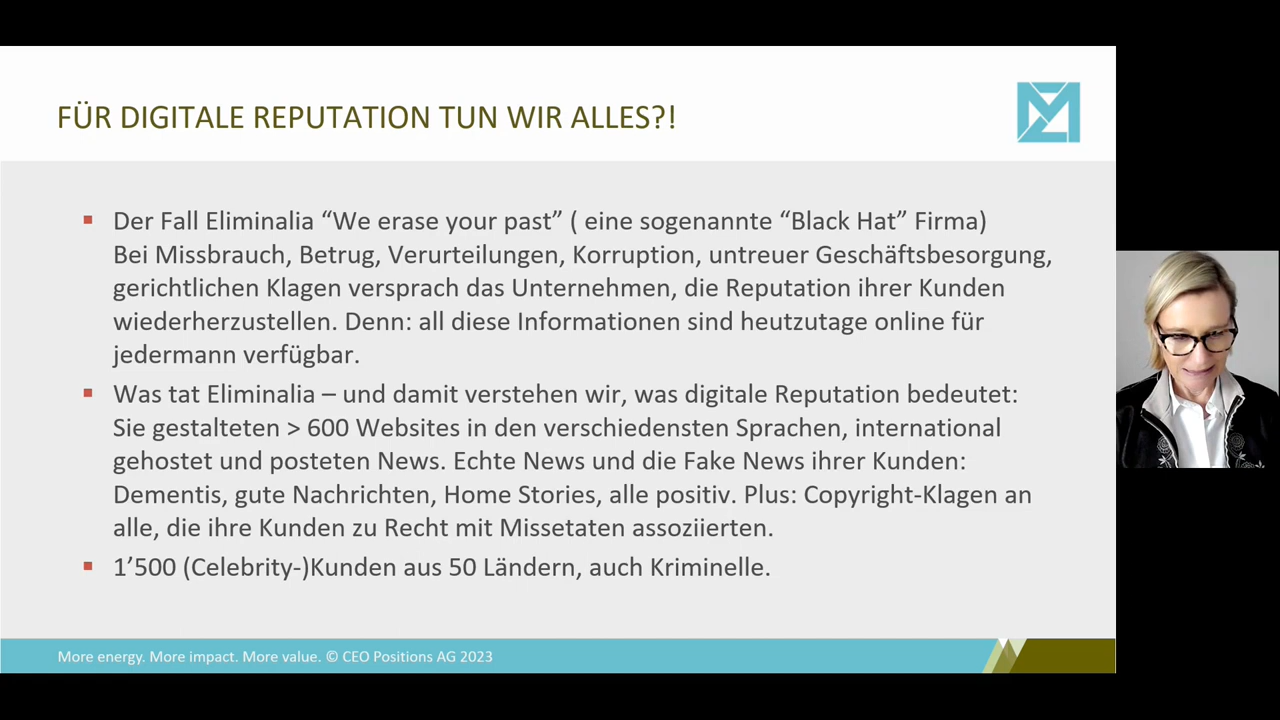 FÜR DIGITALE REPUTATION TUN WIR ALLES?!
▪ Der Fall Eliminalia “We erase your past” ( eine sogenannte “Black Hat” Firma)
Bei Missbrauch, Betrug, Verurteilungen, Korruption, untreuer Geschäftsbesorgung,
gerichtlichen Klagen versprach das Unternehmen, die Reputation ihrer Kunden
wiederherzustellen. Denn: all diese Informationen sind heutzutage online für
jedermann verfügbar.
▪ Was tat Eliminalia – und damit verstehen wir, was digitale Reputation bedeutet:
Sie gestalteten > 600 Websites in den verschiedensten Sprachen, international
gehostet und posteten News. Echte News und die Fake News ihrer Kunden:
Dementis, gute Nachrichten, Home Stories, alle positiv. Plus: Copyright-Klagen an
alle, die ihre Kunden zu Recht mit Missetaten assoziierten.
▪ 1’500 (Celebrity-)Kunden aus 50 Ländern, auch Kriminelle.
More energy. More impact. More value. © CEO Positions AG 2023